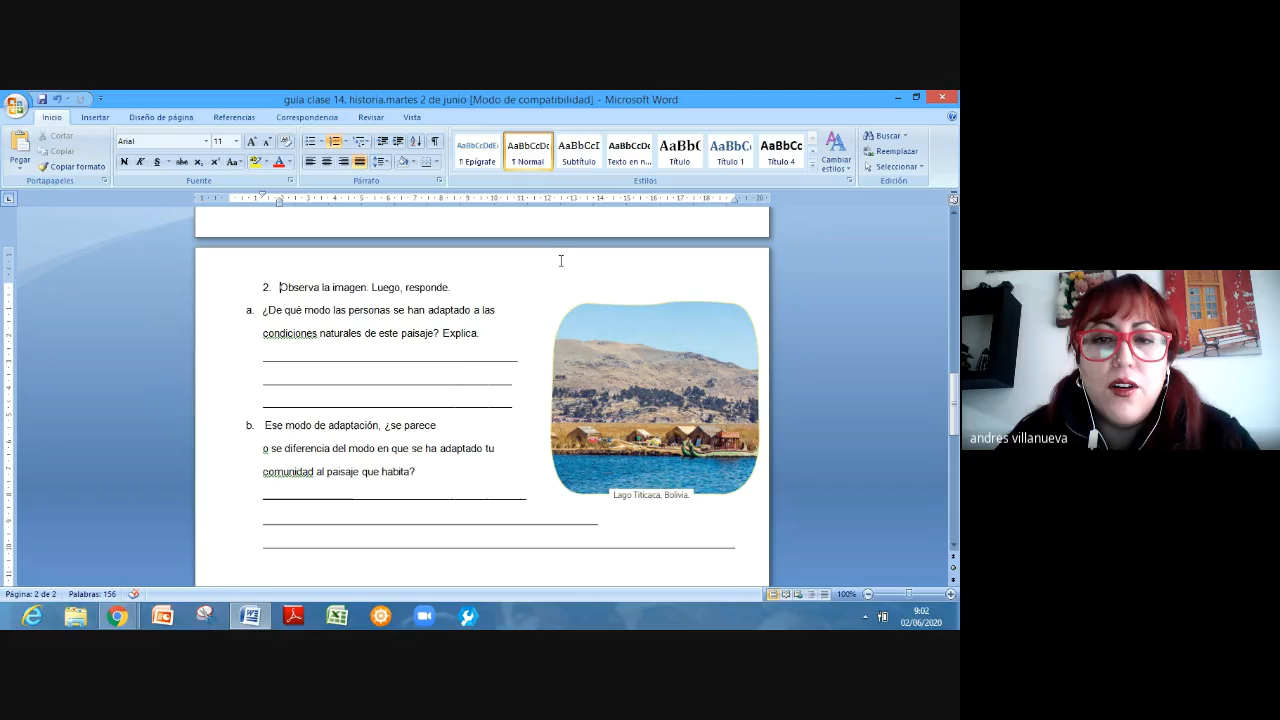 guía clase 14. historia.martes 2 de junio [Modo de compatibilidad] - Microsoft Word
Inicio Insertar Diseño de página Referencias Correspondencia Revisar Vista
Pegar
Cortar
Copiar
Copiar formato
Portapapeles
Arial 11
Fuente
Párrafo
AaBbCcDdEe AaBbCcDc AaBbCcI AaBbCcDc AaBb( AaBbCc AaBbCc
¶ Epígrafe ¶ Normal Subtítulo Texto en n... Título Título 1 Título 4
Cambiar estilos
Estilos
Buscar
Reemplazar
Seleccionar
Edición
2. Observa la imagen. Luego, responde.
a. ¿De qué modo las personas se han adaptado a las
condiciones naturales de este paisaje? Explica.
b. Ese modo de adaptación, ¿se parece
o se diferencia del modo en que se ha adaptado tu
comunidad al paisaje que habita?
Lago Titicaca, Bolivia.
andres villanueva
Página: 2 de 2 Palabras: 156
100%
9:02
02/06/2020